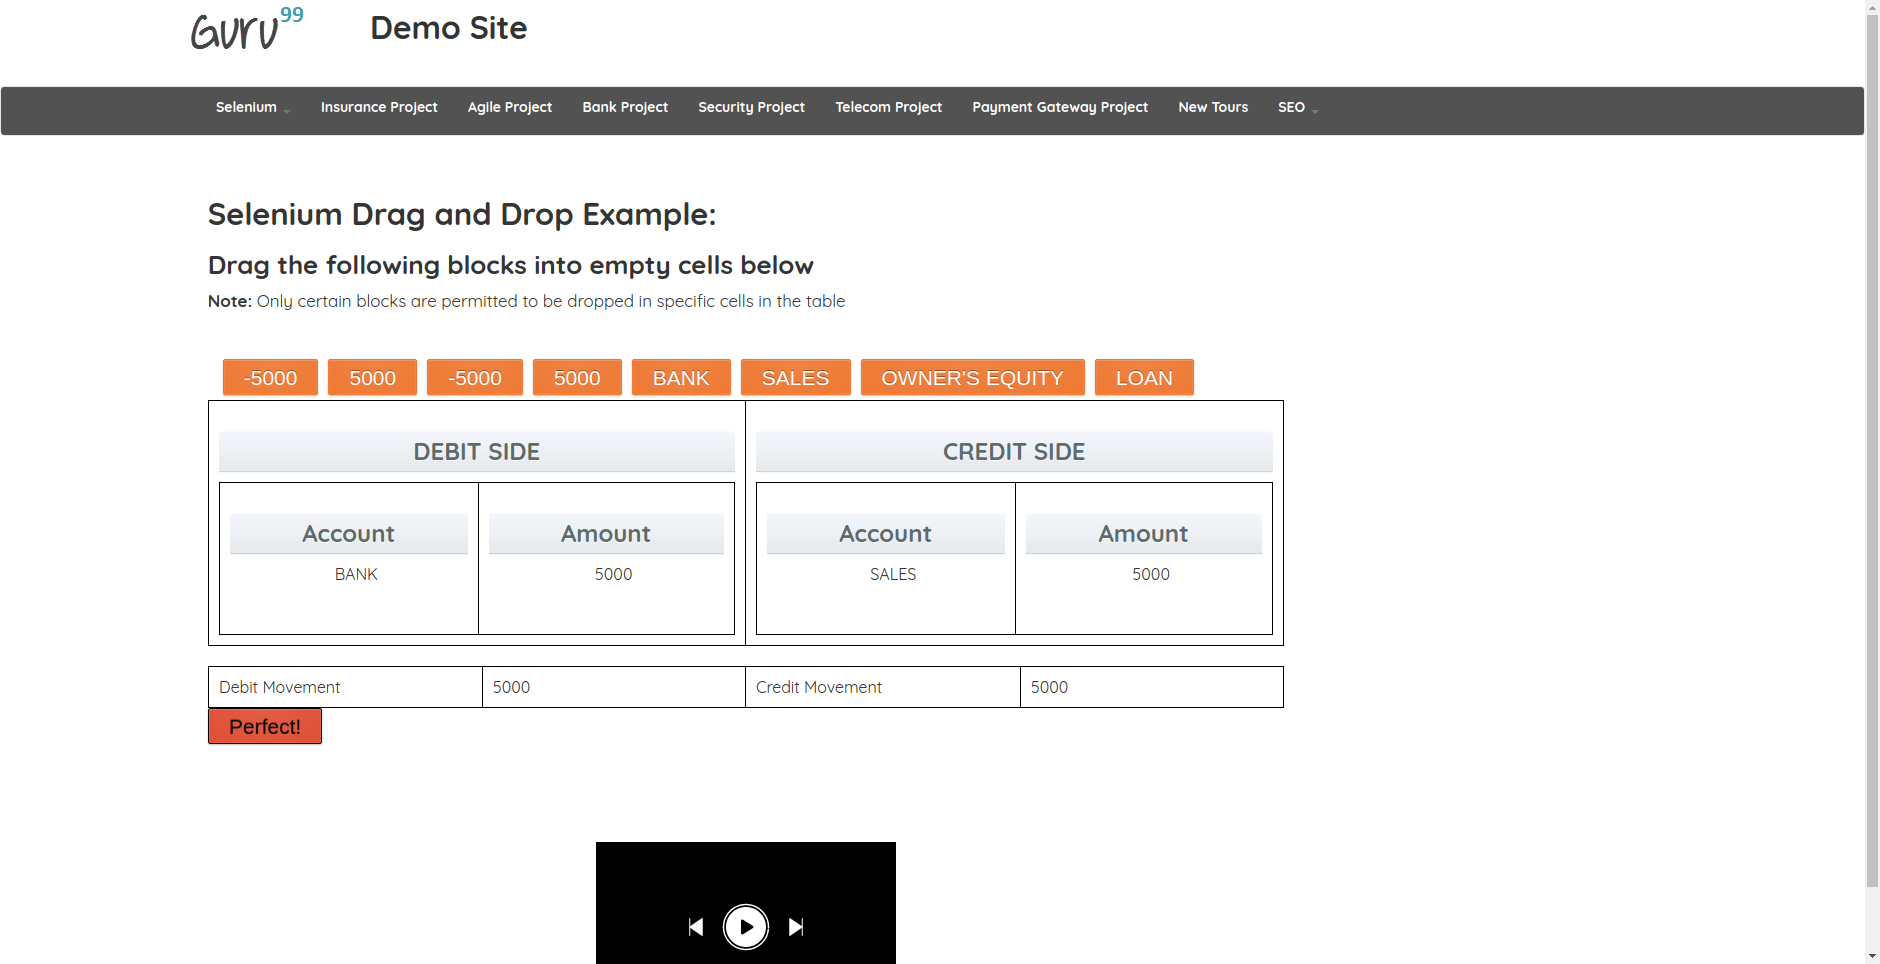 Guru99 Demo Site
Selenium Insurance Project Agile Project Bank Project Security Project Telecom Project Payment Gateway Project New Tours SEO
Selenium Drag and Drop Example:
Drag the following blocks into empty cells below
Note: Only certain blocks are permitted to be dropped in specific cells in the table
-5000 5000 -5000 5000 BANK SALES OWNER'S EQUITY LOAN
DEBIT SIDE CREDIT SIDE
Account Amount Account Amount
BANK 5000 SALES 5000
Debit Movement 5000 Credit Movement 5000
Perfect!